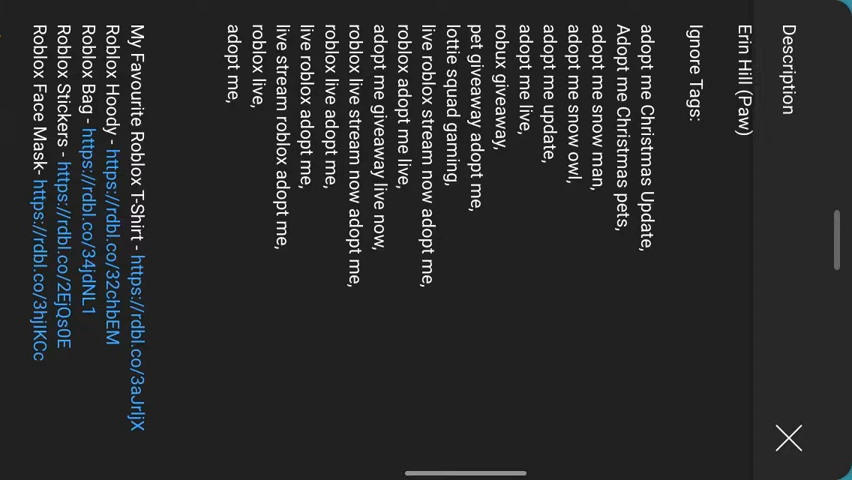 Description
Erin Hill (Paw)
Ignore Tags:
adopt me Christmas Update,
Adopt me Christmas pets,
adopt me snow man,
adopt me snow owl,
adopt me update,
adopt me live,
robux giveaway,
pet giveaway adopt me,
lottie squad gaming,
live roblox stream now adopt me,
roblox adopt me live,
adopt me giveaway live now,
roblox live stream now adopt me,
roblox live adopt me,
live roblox adopt me,
live stream roblox adopt me,
roblox live,
adopt me,
My Favourite Roblox T-Shirt - https://rdbl.co/3aJrljX
Roblox Hoody - https://rdbl.co/32chbEM
Roblox Bag - https://rdbl.co/34jdNL1
Roblox Stickers - https://rdbl.co/2EjQs0E
Roblox Face Mask- https://rdbl.co/3hjIKCc